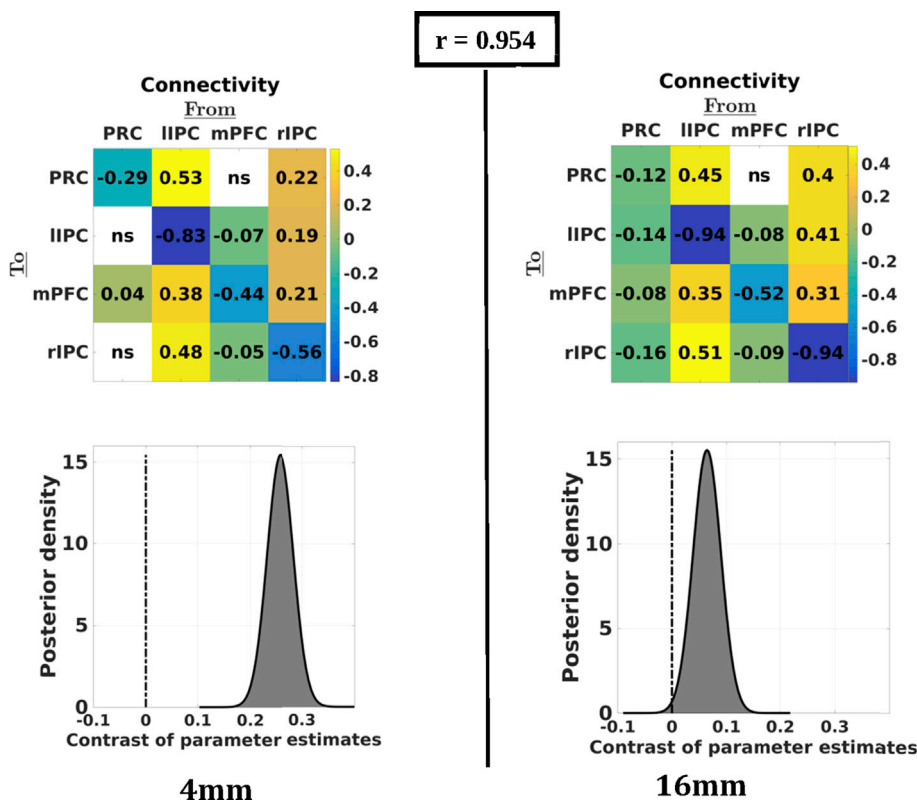 r = 0.954
Connectivity
From
PRC lIPC mPFC rIPC
To
PRC -0.29 0.53 ns 0.22
lIPC ns -0.83 -0.07 0.19
mPFC 0.04 0.38 -0.44 0.21
rIPC ns 0.48 -0.05 -0.56
0.4
0.2
0
-0.2
-0.4
-0.6
-0.8
Posterior density
15
10
5
0
-0.1 0 0.1 0.2 0.3
Contrast of parameter estimates
4mm
Connectivity
From
PRC lIPC mPFC rIPC
To
PRC -0.12 0.45 ns 0.4
lIPC -0.14 -0.94 -0.08 0.41
mPFC -0.08 0.35 -0.52 0.31
rIPC -0.16 0.51 -0.09 -0.94
0.4
0.2
0
-0.2
-0.4
-0.6
-0.8
Posterior density
15
10
5
0
-0.1 0 0.1 0.2 0.3
Contrast of parameter estimates
16mm